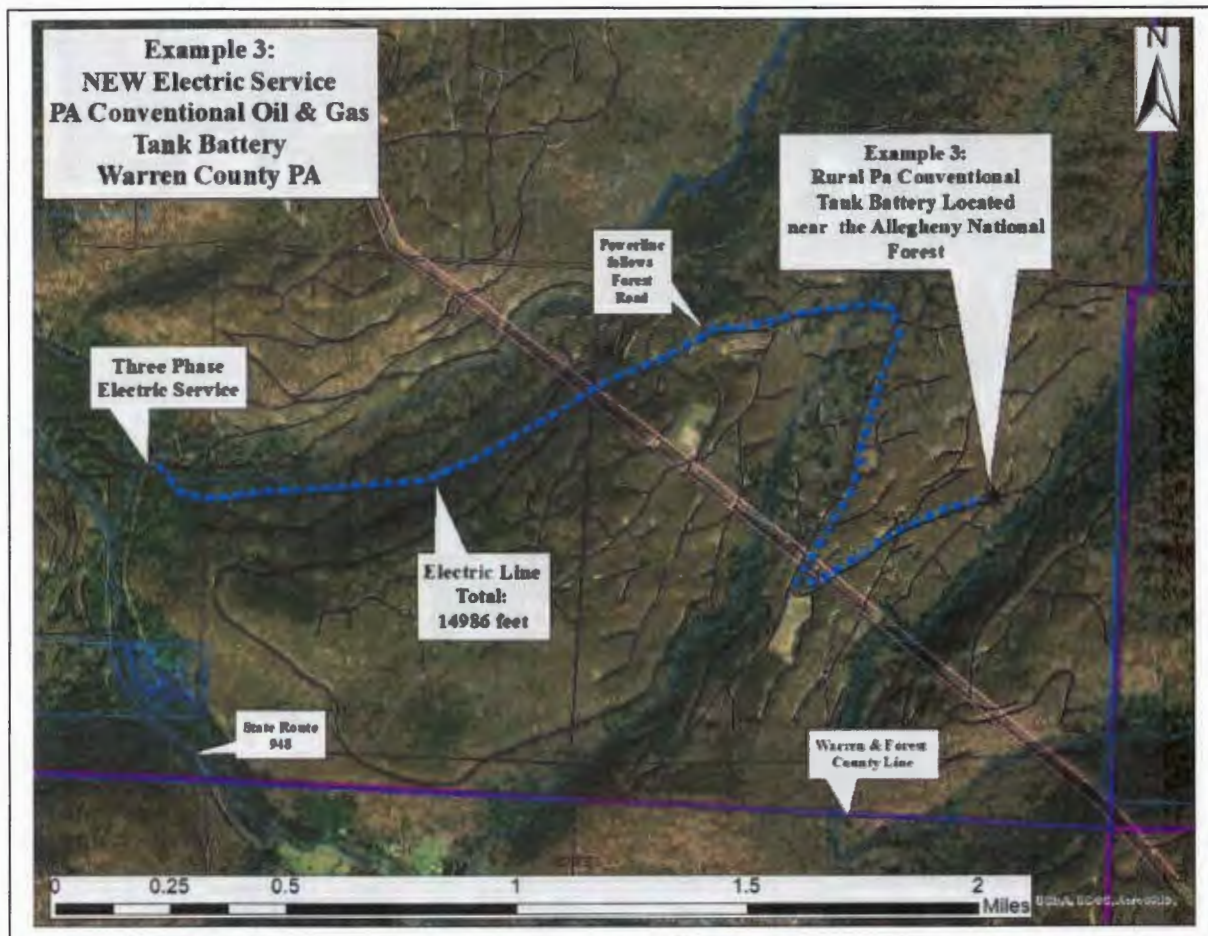 Example 3:
NEW Electric Service
PA Conventional Oil & Gas
Tank Battery
Warren County PA
N
Example 3:
Rural Pa Conventional
Tank Battery Located
near the Allegheny National
Forest
Powerline
follows
Forest
Road
Three Phase
Electric Service
Electric Line
Total:
14986 feet
State Route
948
Warren & Forest
County Line
0 0.25 0.5 1 1.5 2
Miles